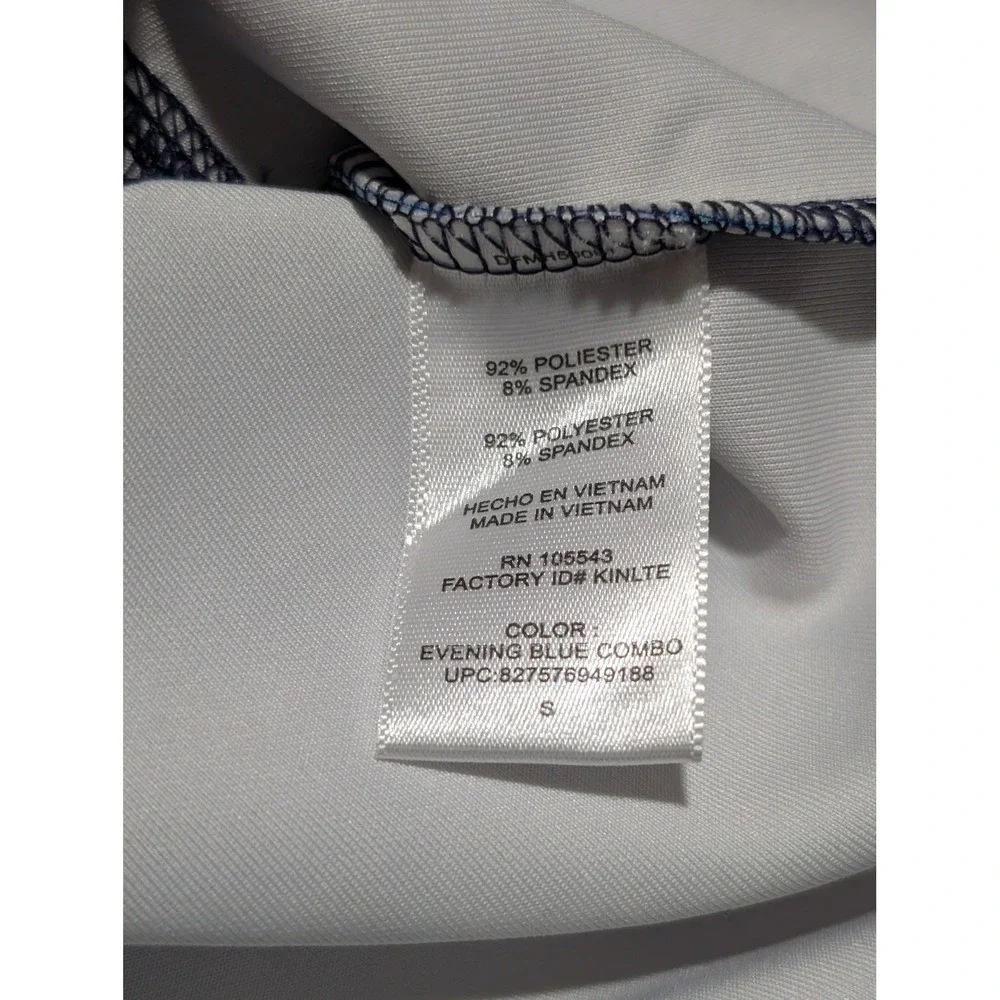 92% POLIESTER
8% SPANDEX
92% POLYESTER
8% SPANDEX
HECHO EN VIETNAM
MADE IN VIETNAM
RN 105543
FACTORY ID# KINLTE
COLOR :
EVENING BLUE COMBO
UPC:827576949188
S